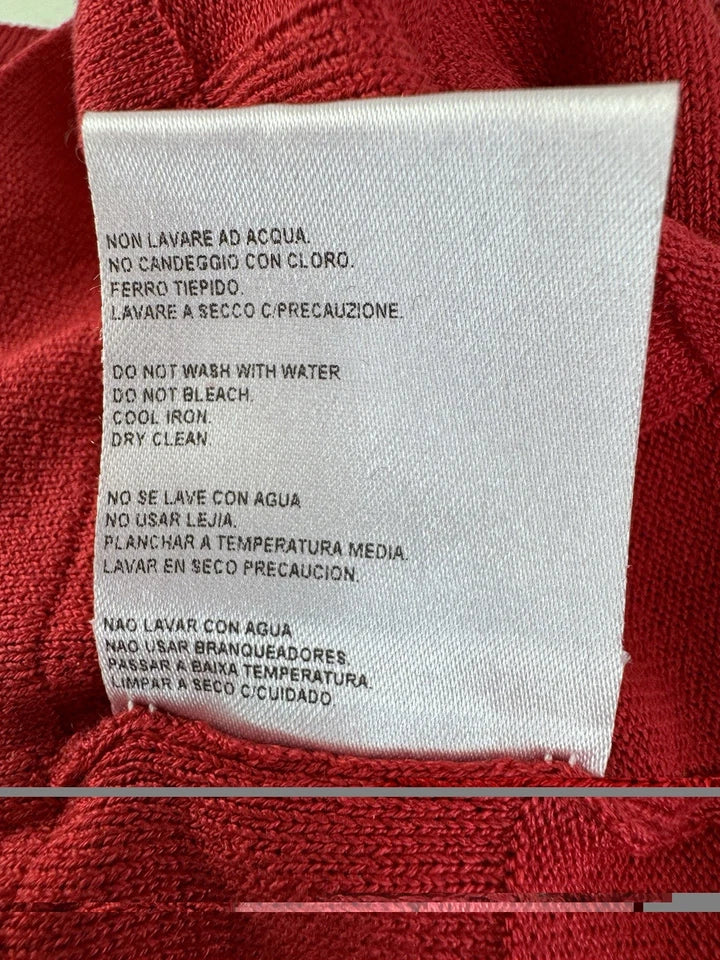 NON LAVARE AD ACQUA.
NO CANDEGGIO CON CLORO.
FERRO TIEPIDO.
LAVARE A SECCO C/PRECAUZIONE.
DO NOT WASH WITH WATER
DO NOT BLEACH.
COOL IRON.
DRY CLEAN.
NO SE LAVE CON AGUA
NO USAR LEJIA.
PLANCHAR A TEMPERATURA MEDIA.
LAVAR EN SECO PRECAUCION.
NAO LAVAR CON AGUA
NAO USAR BRANQUEADORES.
PASSAR A BAIXA TEMPERATURA.
LIMPAR A SECO C/CUIDADO